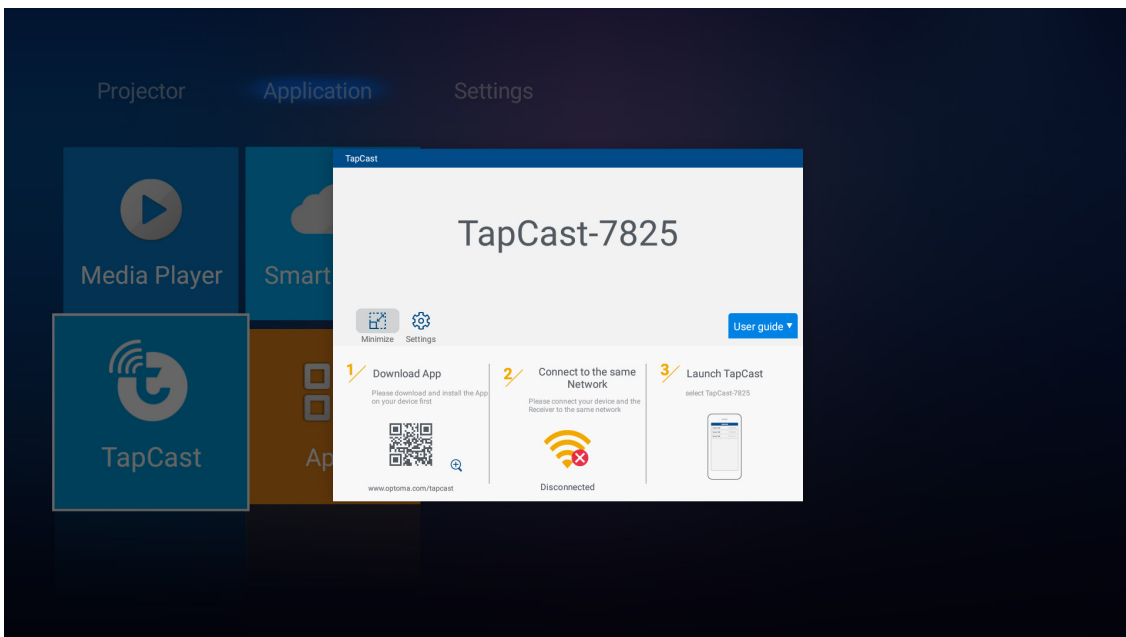 Projector
Application
Settings
TapCast
TapCast-7825
Media Player
Smart
Minimize
Settings
User guide
1/
Download App
Please download and install the App
on your device first
www.optoma.com/tapcast
2/
Connect to the same
Network
Please connect your device and the
Receiver to the same network
Disconnected
3/
Launch TapCast
select TapCast-7825
TapCast
Ap